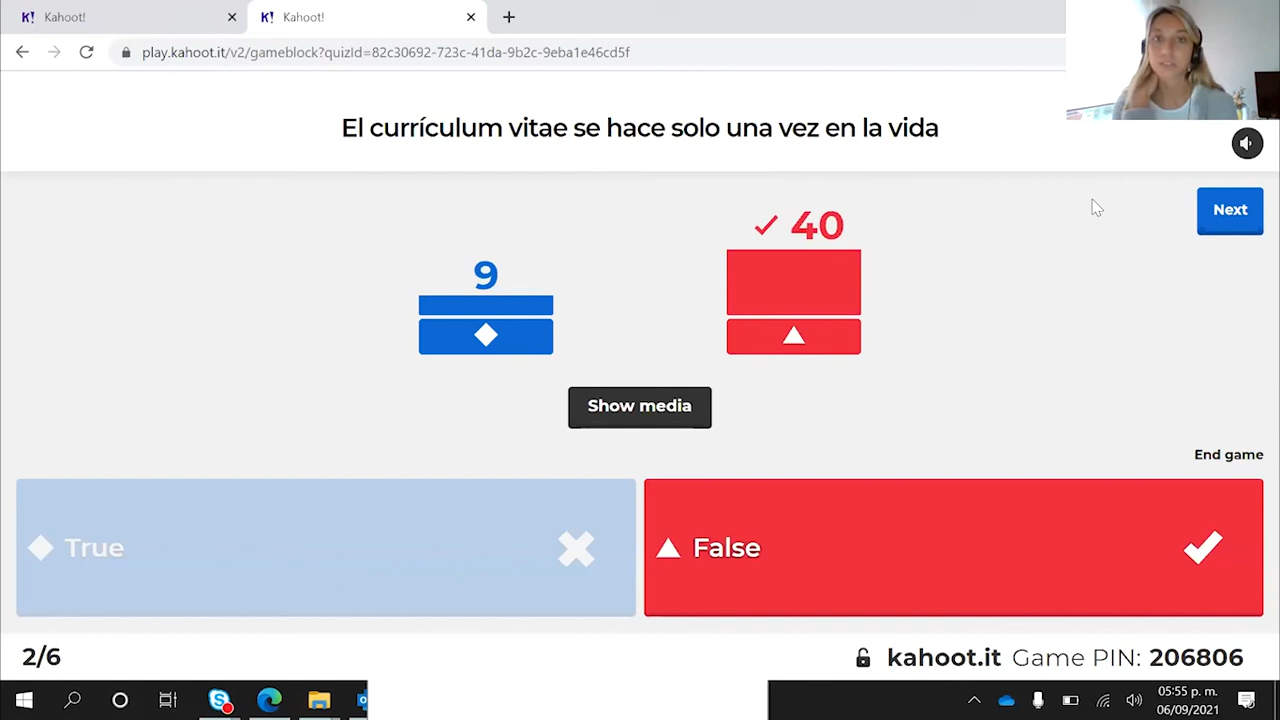 K! Kahoot!
K! Kahoot!
play.kahoot.it/v2/gameblock?quizId=82c30692-723c-41da-9b2c-9eba1e46cd5f
El currículum vitae se hace solo una vez en la vida
Next
9
40
Show media
End game
True
False
2/6
kahoot.it Game PIN: 206806
05:55 p. m.
06/09/2021